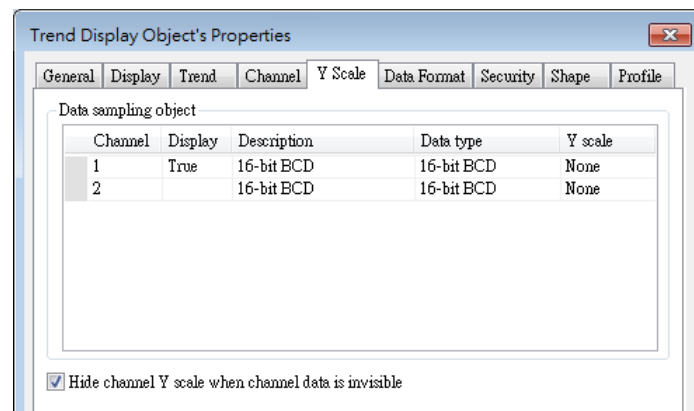 Trend Display Object's Properties
General Display Trend Channel Y Scale Data Format Security Shape Profile
Data sampling object
Channel Display Description Data type Y scale
1 True 16-bit BCD 16-bit BCD None
2 16-bit BCD 16-bit BCD None
Hide channel Y scale when channel data is invisible